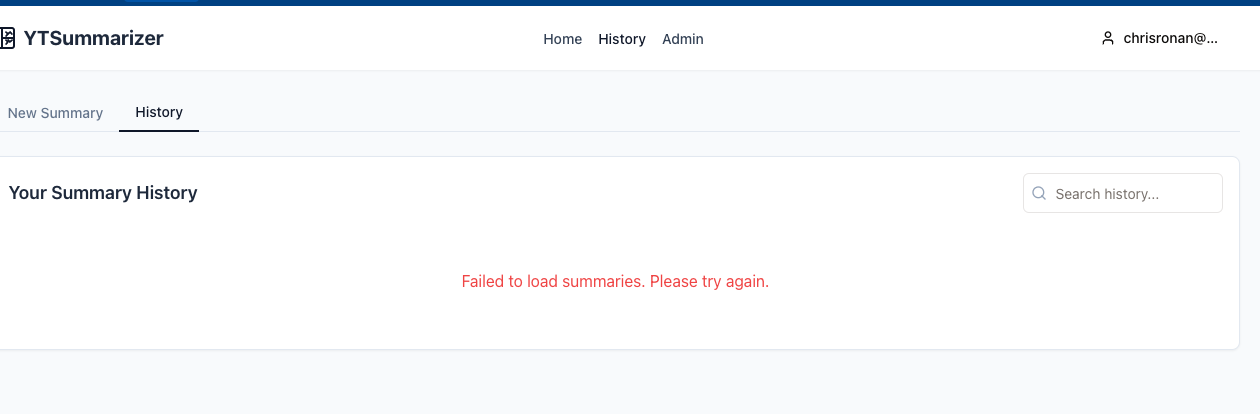 YTSummarizer
Home History Admin
chrisronan@...
New Summary History
Your Summary History
Search history...
Failed to load summaries. Please try again.